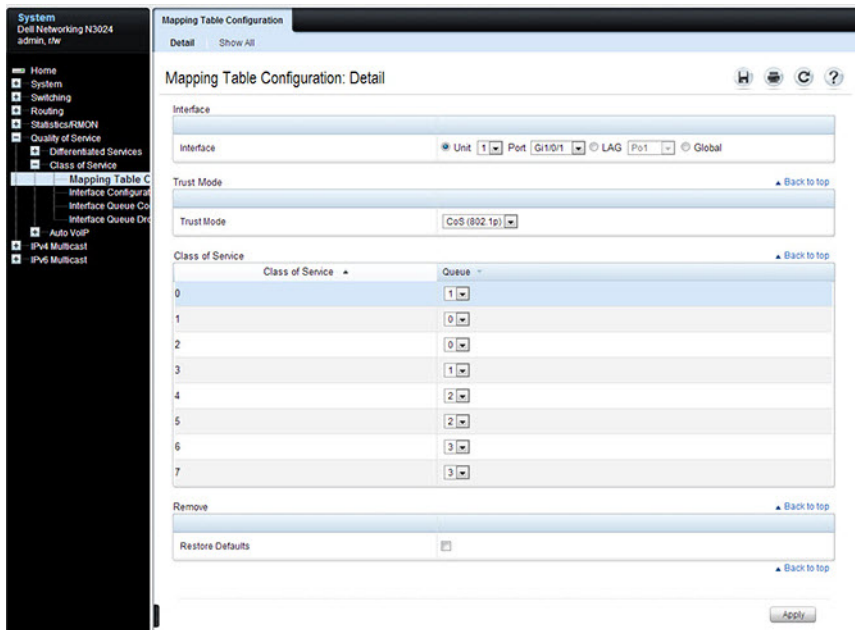 System
Dell Networking N3024
admin, r/w
Home
System
Switching
Routing
Statistics/RMON
Quality of Service
Differentiated Services
Class of Service
Mapping Table C
Interface Configurat
Interface Queue Co
Interface Queue Dro
Auto VoIP
IPv4 Multicast
IPv6 Multicast
Mapping Table Configuration
Detail Show All
Mapping Table Configuration: Detail
Interface
Interface Unit 1 Port Gi1/0/1 LAG Po1 Global
Trust Mode Back to top
Trust Mode CoS (802.1p)
Class of Service Back to top
Class of Service Queue
0 1
1 0
2 0
3 1
4 2
5 2
6 3
7 3
Remove Back to top
Restore Defaults
Back to top
Apply